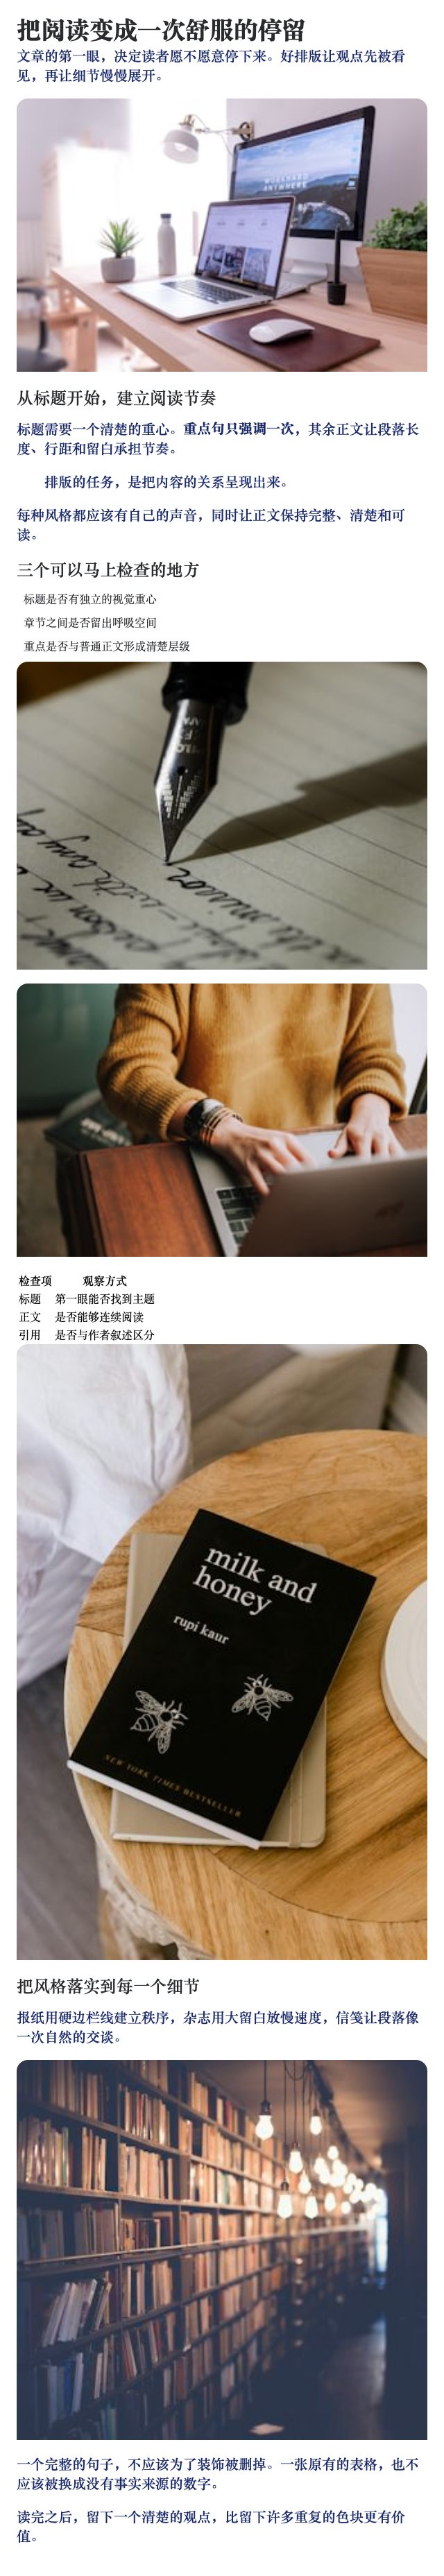 把阅读变成一次舒服的停留
文章的第一眼，决定读者愿不愿意停下来。好排版让观点先被看
见，再让细节慢慢展开。
WORK HARD
ANYWHERE
从标题开始，建立阅读节奏
标题需要一个清楚的重心。重点句只强调一次，其余正文让段落长
度、行距和留白承担节奏。
排版的任务，是把内容的关系呈现出来。
每种风格都应该有自己的声音，同时让正文保持完整、清楚和可
读。
三个可以马上检查的地方
标题是否有独立的视觉重心
章节之间是否留出呼吸空间
重点是否与普通正文形成清楚层级
检查项 观察方式
标题 第一眼能否找到主题
正文 是否能够连续阅读
引用 是否与作者叙述区分
milk and
honey
rupi kaur
NEW YORK TIMES BESTSELLER
把风格落实到每一个细节
报纸用硬边栏线建立秩序，杂志用大留白放慢速度，信笺让段落像
一次自然的交谈。
一个完整的句子，不应该为了装饰被删掉。一张原有的表格，也不
应该被换成没有事实来源的数字。
读完之后，留下一个清楚的观点，比留下许多重复的色块更有价
值。